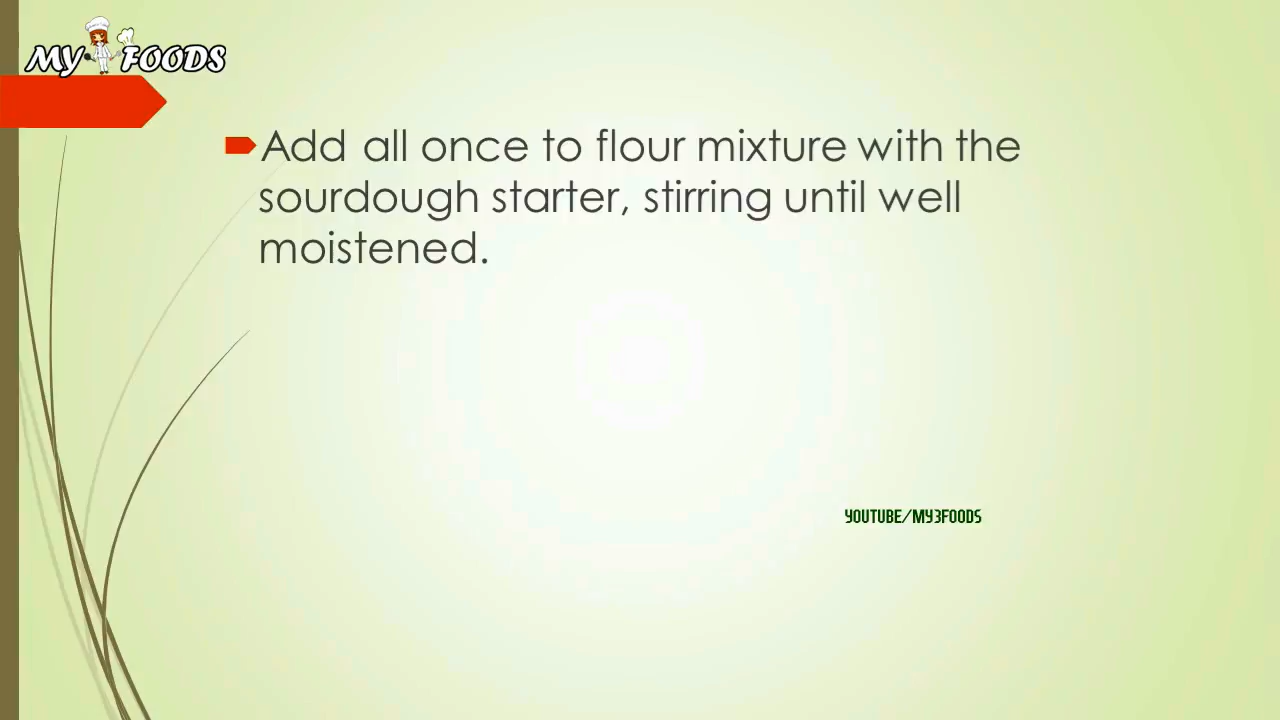 MY FOODS
Add all once to flour mixture with the
sourdough starter, stirring until well
moistened.
YOUTUBE/MY3FOODS